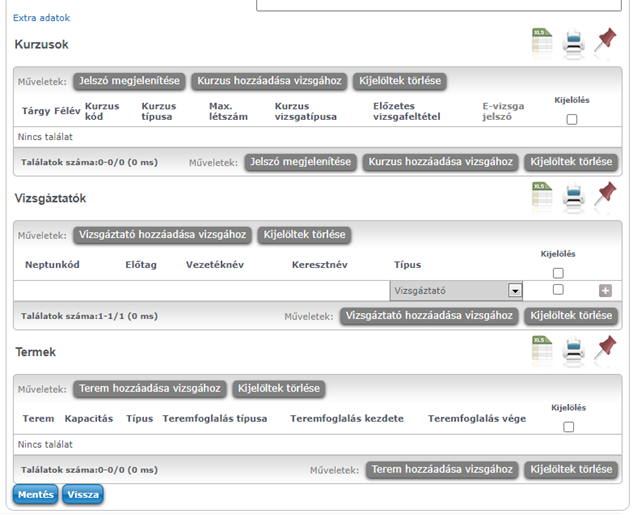 Extra adatok
Kurzusok
XLS
Műveletek: Jelszó megjelenítése Kurzus hozzáadása vizsgához Kijelöltek törlése
Tárgy Félév Kurzus kód Kurzus típusa Max. létszám Kurzus vizsgatípusa Előzetes vizsgafeltétel E-vizsga jelszó Kijelölés
Nincs találat
Találatok száma:0-0/0 (0 ms) Műveletek: Jelszó megjelenítése Kurzus hozzáadása vizsgához Kijelöltek törlése
Vizsgáztatók
XLS
Műveletek: Vizsgáztató hozzáadása vizsgához Kijelöltek törlése
Neptunkód Előtag Vezetéknév Keresztnév Típus Kijelölés
Vizsgáztató
Találatok száma:1-1/1 (0 ms) Műveletek: Vizsgáztató hozzáadása vizsgához Kijelöltek törlése
Termek
XLS
Műveletek: Terem hozzáadása vizsgához Kijelöltek törlése
Terem Kapacitás Típus Teremfoglalás típusa Teremfoglalás kezdete Teremfoglalás vége Kijelölés
Nincs találat
Találatok száma:0-0/0 (0 ms) Műveletek: Terem hozzáadása vizsgához Kijelöltek törlése
Mentés Vissza